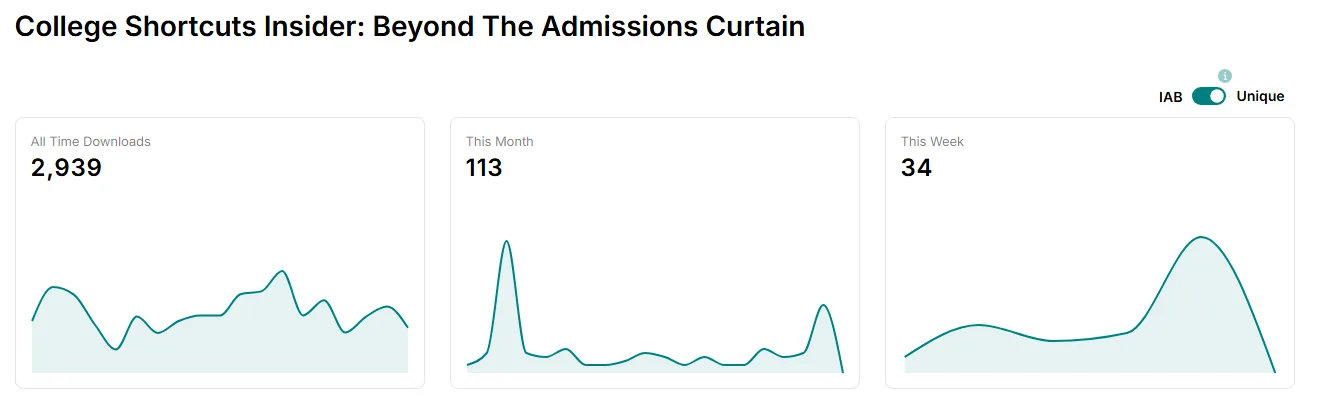 College Shortcuts Insider: Beyond The Admissions Curtain
i
IAB Unique
All Time Downloads
2,939
This Month
113
This Week
34